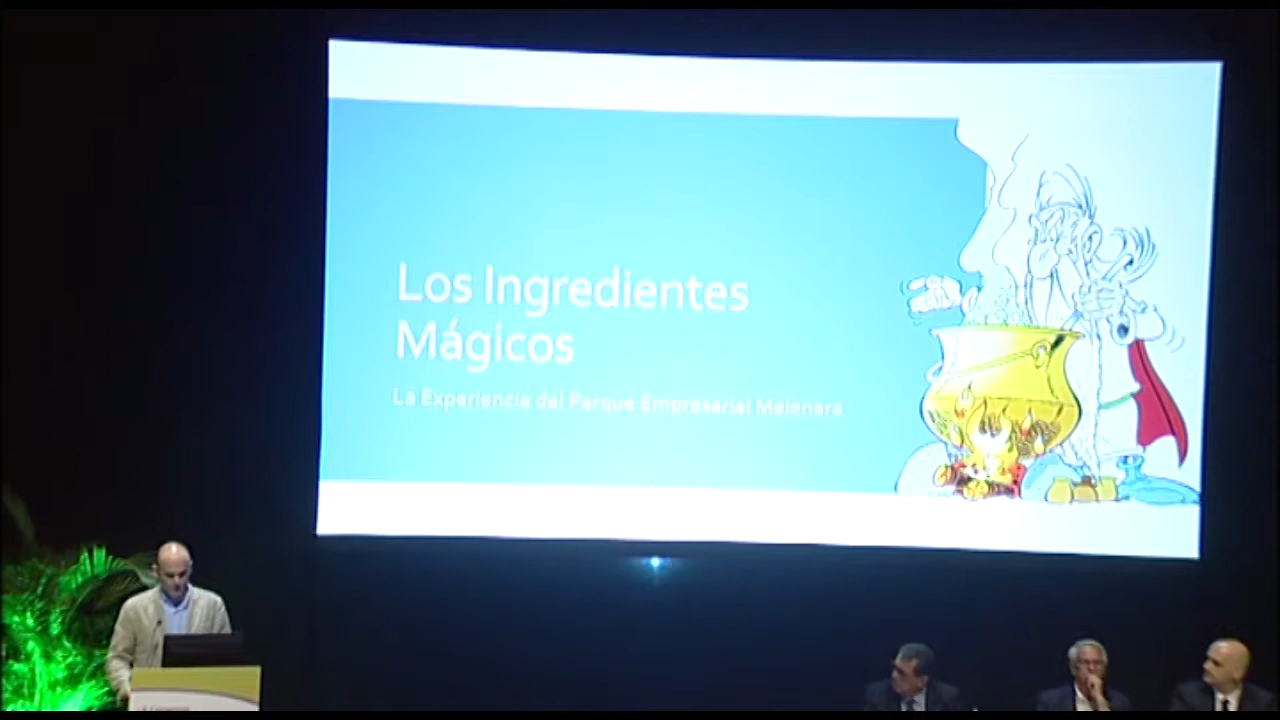 Los Ingredientes
Mágicos
La Experiencia del Parque Empresarial Melenara